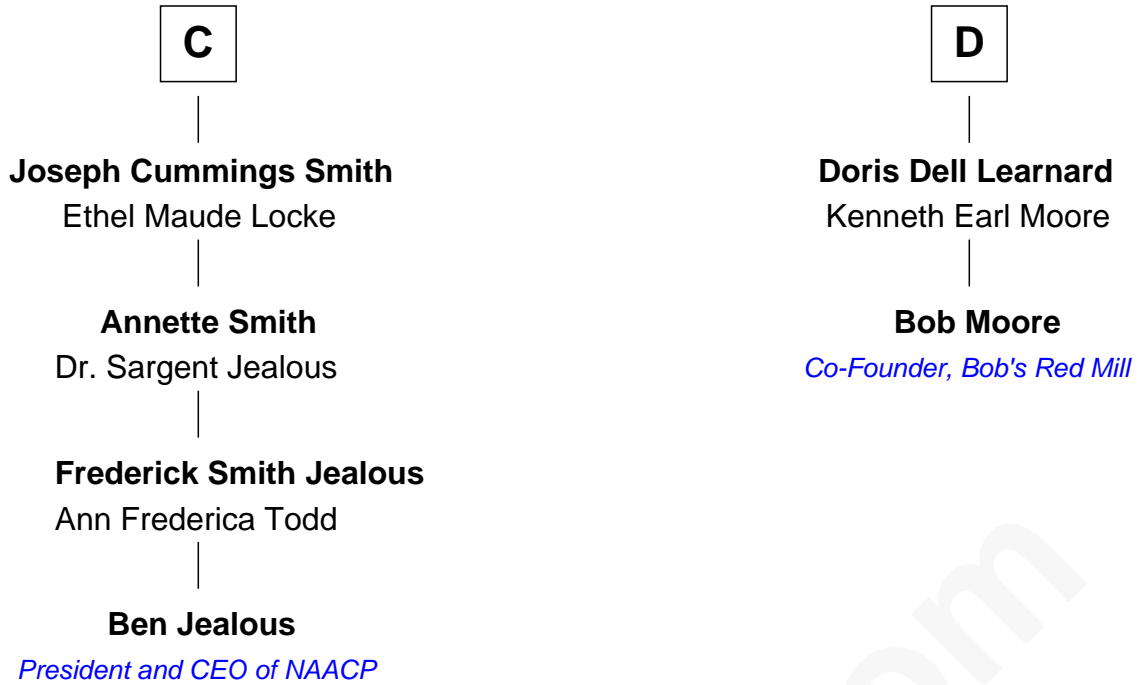 C
Joseph Cummings Smith
Ethel Maude Locke
Annette Smith
Dr. Sargent Jealous
Frederick Smith Jealous
Ann Frederica Todd
Ben Jealous
President and CEO of NAACP
D
Doris Dell Learnard
Kenneth Earl Moore
Bob Moore
Co-Founder, Bob's Red Mill
om